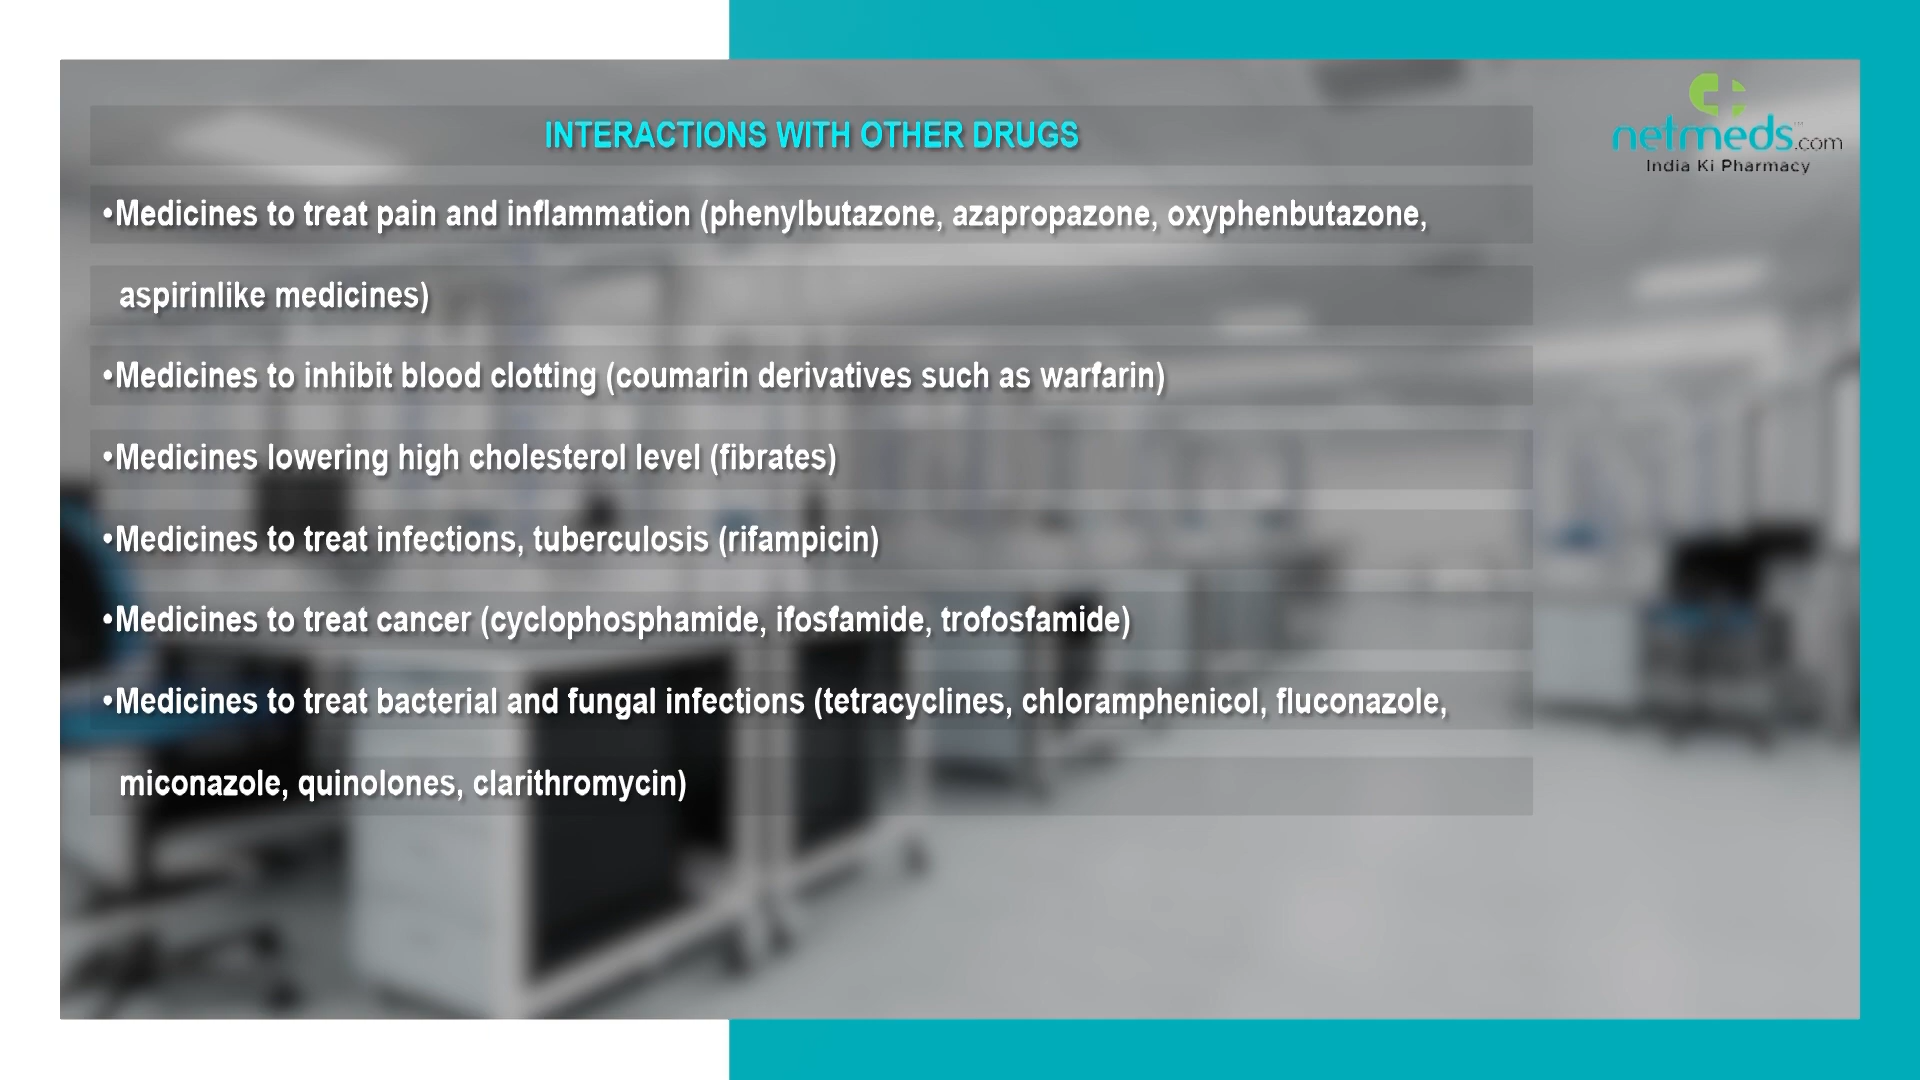 netmeds.com
India Ki Pharmacy
INTERACTIONS WITH OTHER DRUGS
•Medicines to treat pain and inflammation (phenylbutazone, azapropazone, oxyphenbutazone,
aspirinlike medicines)
•Medicines to inhibit blood clotting (coumarin derivatives such as warfarin)
•Medicines lowering high cholesterol level (fibrates)
•Medicines to treat infections, tuberculosis (rifampicin)
•Medicines to treat cancer (cyclophosphamide, ifosfamide, trofosfamide)
•Medicines to treat bacterial and fungal infections (tetracyclines, chloramphenicol, fluconazole,
miconazole, quinolones, clarithromycin)